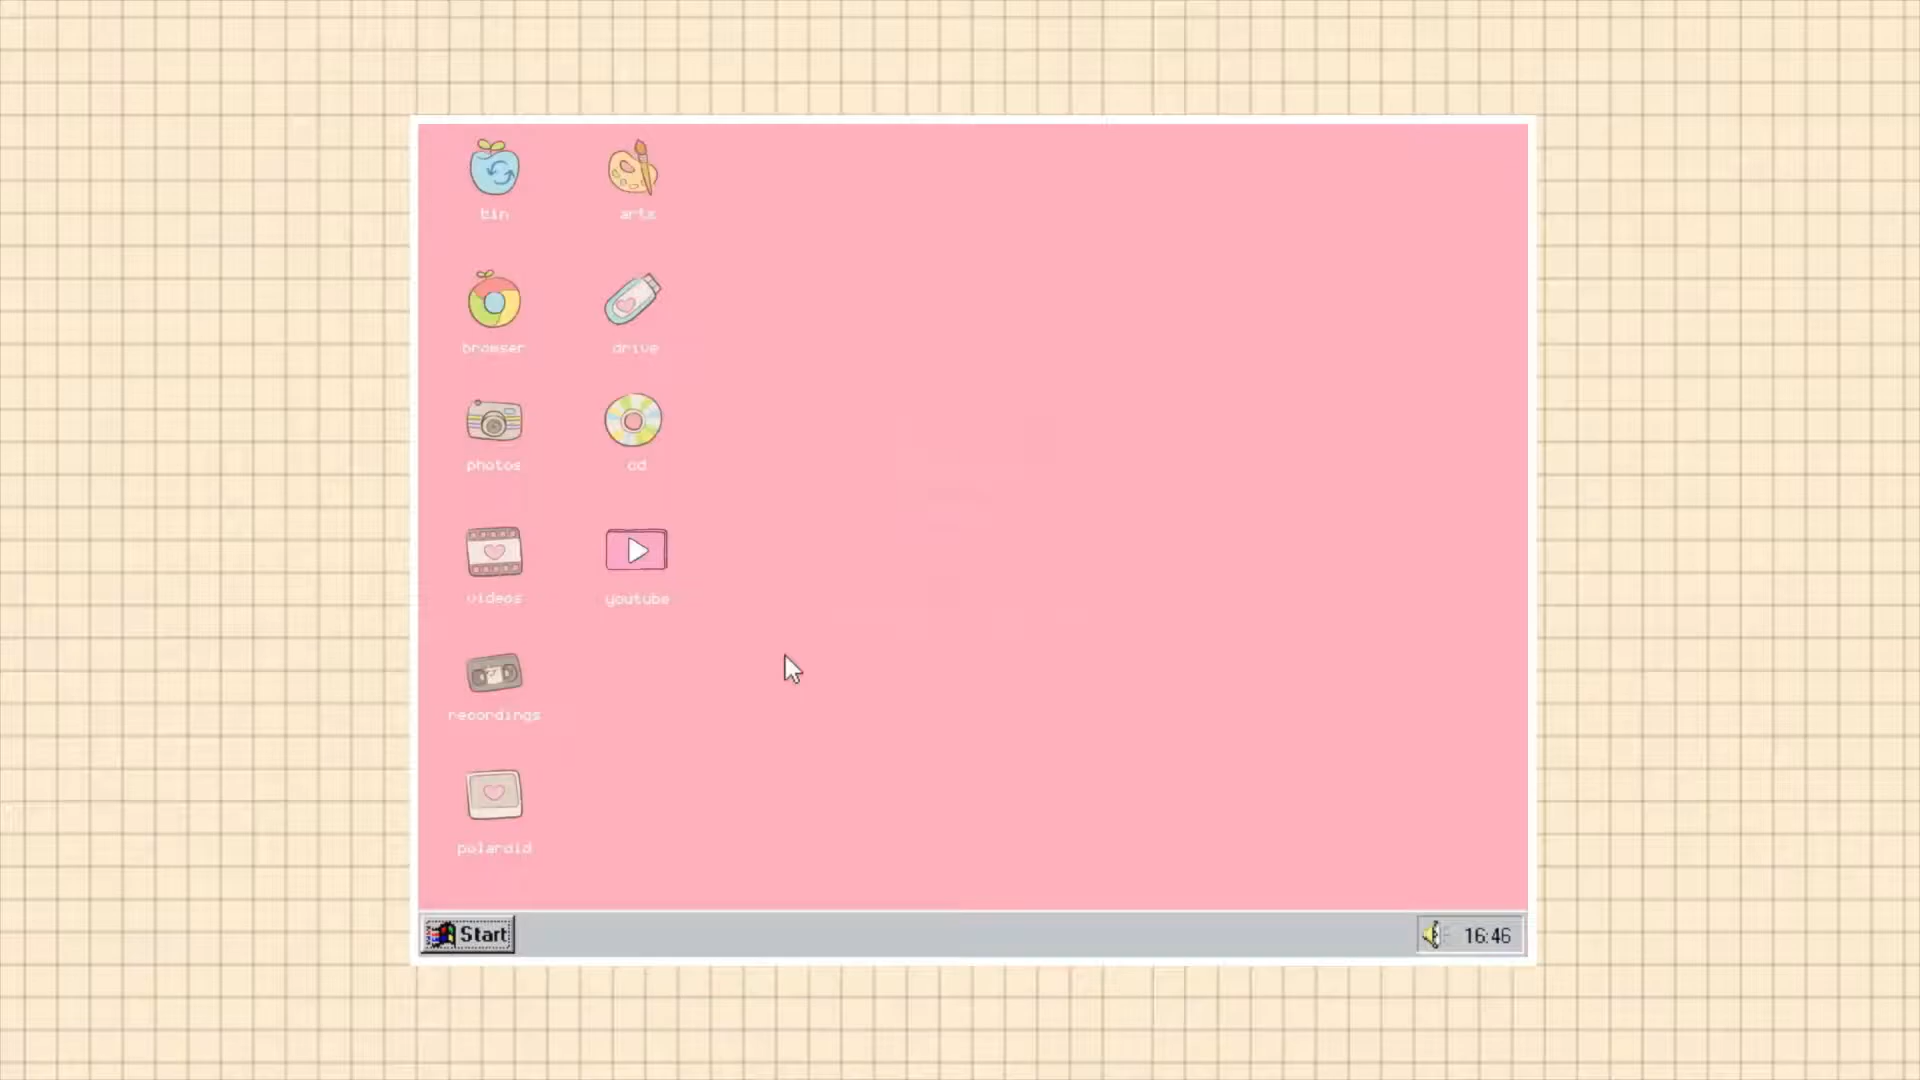 bin
arts
browser
drive
photos
cd
videos
youtube
recordings
polaroid
Start
16:46